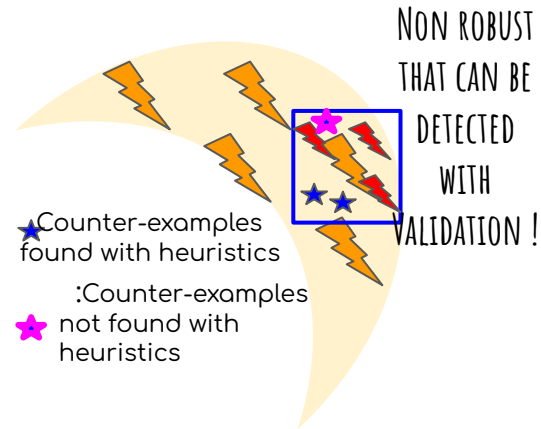 Non robust
that can be
detected
with
Validation !
Counter-examples
found with heuristics
:Counter-examples
not found with
heuristics